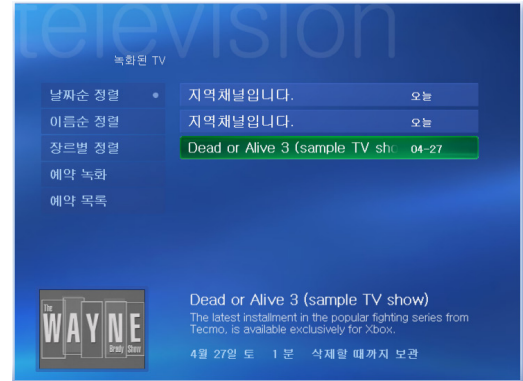 television
녹화된 TV
날짜순 정렬
이름순 정렬
장르별 정렬
예약 녹화
예약 목록
지역채널입니다. 오늘
지역채널입니다. 오늘
Dead or Alive 3 (sample TV sho 04-27
The
WAYNE
Brady Show
Dead or Alive 3 (sample TV show)
The latest installment in the popular fighting series from
Tecmo, is available exclusively for Xbox.
4월 27일 토 1 분 삭제할 때까지 보관